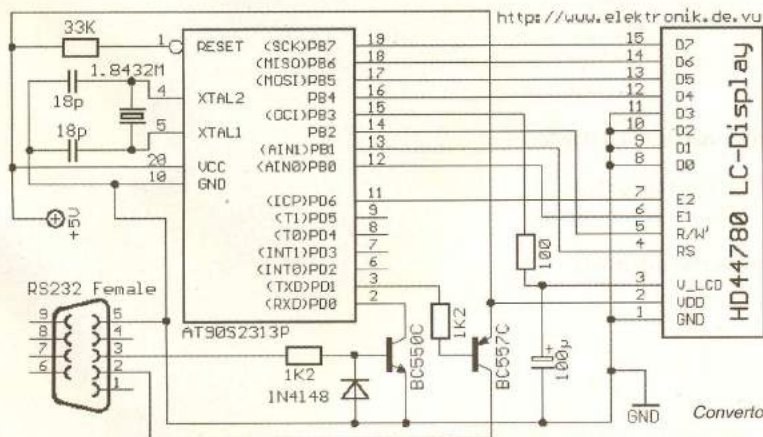 http://www.elektronik.de.vu
33K
1
RESET
(SCK)PB7
19
15
D7
(MISO)PB6
18
14
D6
1.8432M
(MOSI)PB5
17
13
D5
4
XTAL2
PB4
16
12
D4
18p
(OCI)PB3
15
11
D3
PB2
14
10
D2
18p
5
XTAL1
(AIN1)PB1
13
9
D1
20
VCC
(AIN0)PB0
12
8
D0
10
GND
(ICP)PD6
11
7
E2
(T1)PD5
9
6
E1
+5V
(T0)PD4
8
5
R/W'
(INT1)PD3
7
4
RS
(INT0)PD2
6
100
RS232 Female
(TXD)PD1
3
3
V_LCD
(RXD)PD0
2
2
VDD
1
GND
HD44780 LC-Display
AT90S2313P
9
5
8
4
7
3
6
2
1
1K2
1N4148
BC550C
1K2
BC557C
+
100µ
GND
Converto